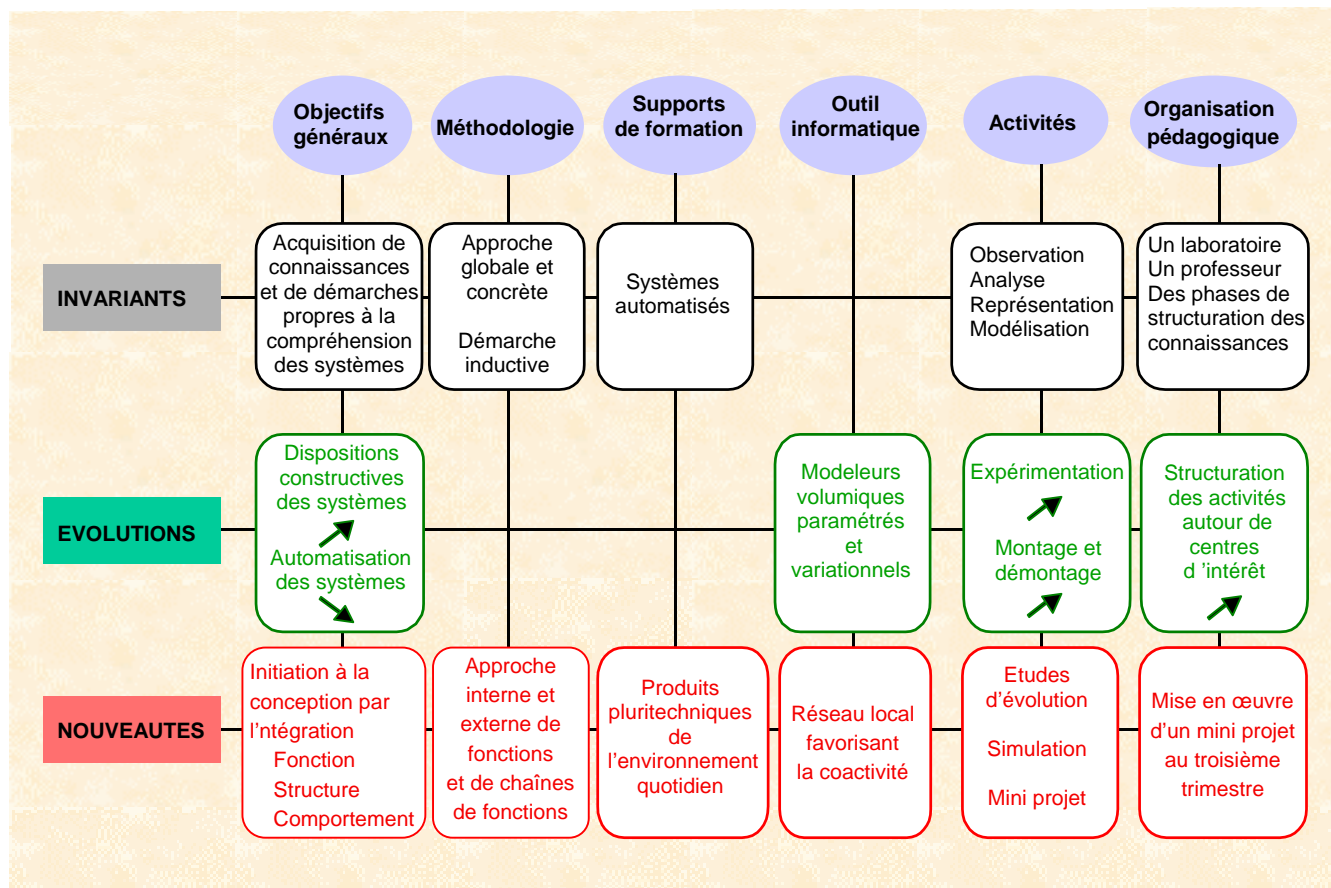 Objectifs
généraux
Méthodologie
Supports
de formation
Outil
informatique
Activités
Organisation
pédagogique
INVARIANTS
Acquisition de
connaissances
et de démarches
propres à la
compréhension
des systèmes
Approche
globale et
concrète
Démarche
inductive
Systèmes
automatisés
Observation
Analyse
Représentation
Modélisation
Un laboratoire
Un professeur
Des phases de
structuration des
connaissances
EVOLUTIONS
Dispositions
constructives
des systèmes
Automatisation
des systèmes
Modeleurs
volumiques
paramétrés
et
variationnels
Expérimentation
Montage et
démontage
Structuration
des activités
autour de
centres
d 'intérêt
NOUVEAUTES
Initiation à la
conception par
l'ntégration
Fonction
Structure
Comportement
Approche
interne et
externe de
fonctions
et de chaînes
de fonctions
Produits
pluritechniques
de
l'environnement
quotidien
Réseau local
favorisant
la coactivité
Etudes
d'évolution
Simulation
Mini projet
Mise en œuvre
d'un mini projet
au troisième
trimestre